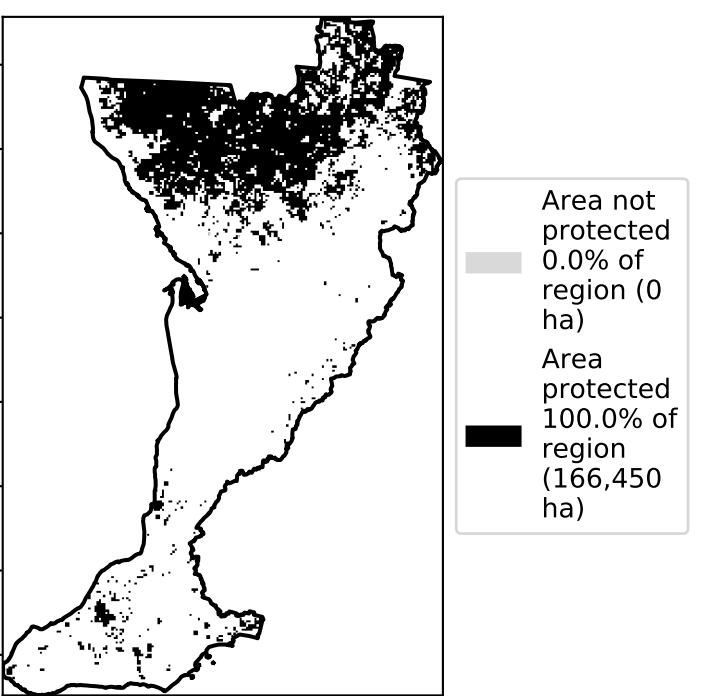 Area not
protected
0.0% of
region (0
ha)
Area
protected
100.0% of
region
(166,450
ha)